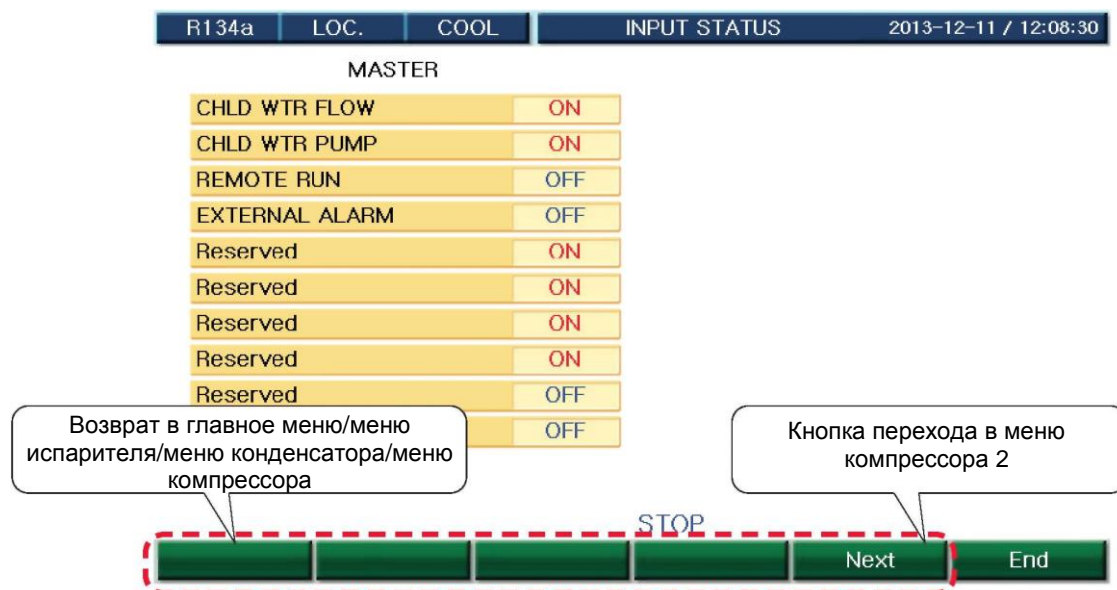 R134a LOC. COOL INPUT STATUS 2013-12-11 / 12:08:30
MASTER
CHLD WTR FLOW ON
CHLD WTR PUMP ON
REMOTE RUN OFF
EXTERNAL ALARM OFF
Reserved ON
Reserved ON
Reserved ON
Reserved ON
Reserved OFF
OFF
Возврат в главное меню/меню
испарителя/меню конденсатора/меню
компрессора
Кнопка перехода в меню
компрессора 2
STOP
Next End